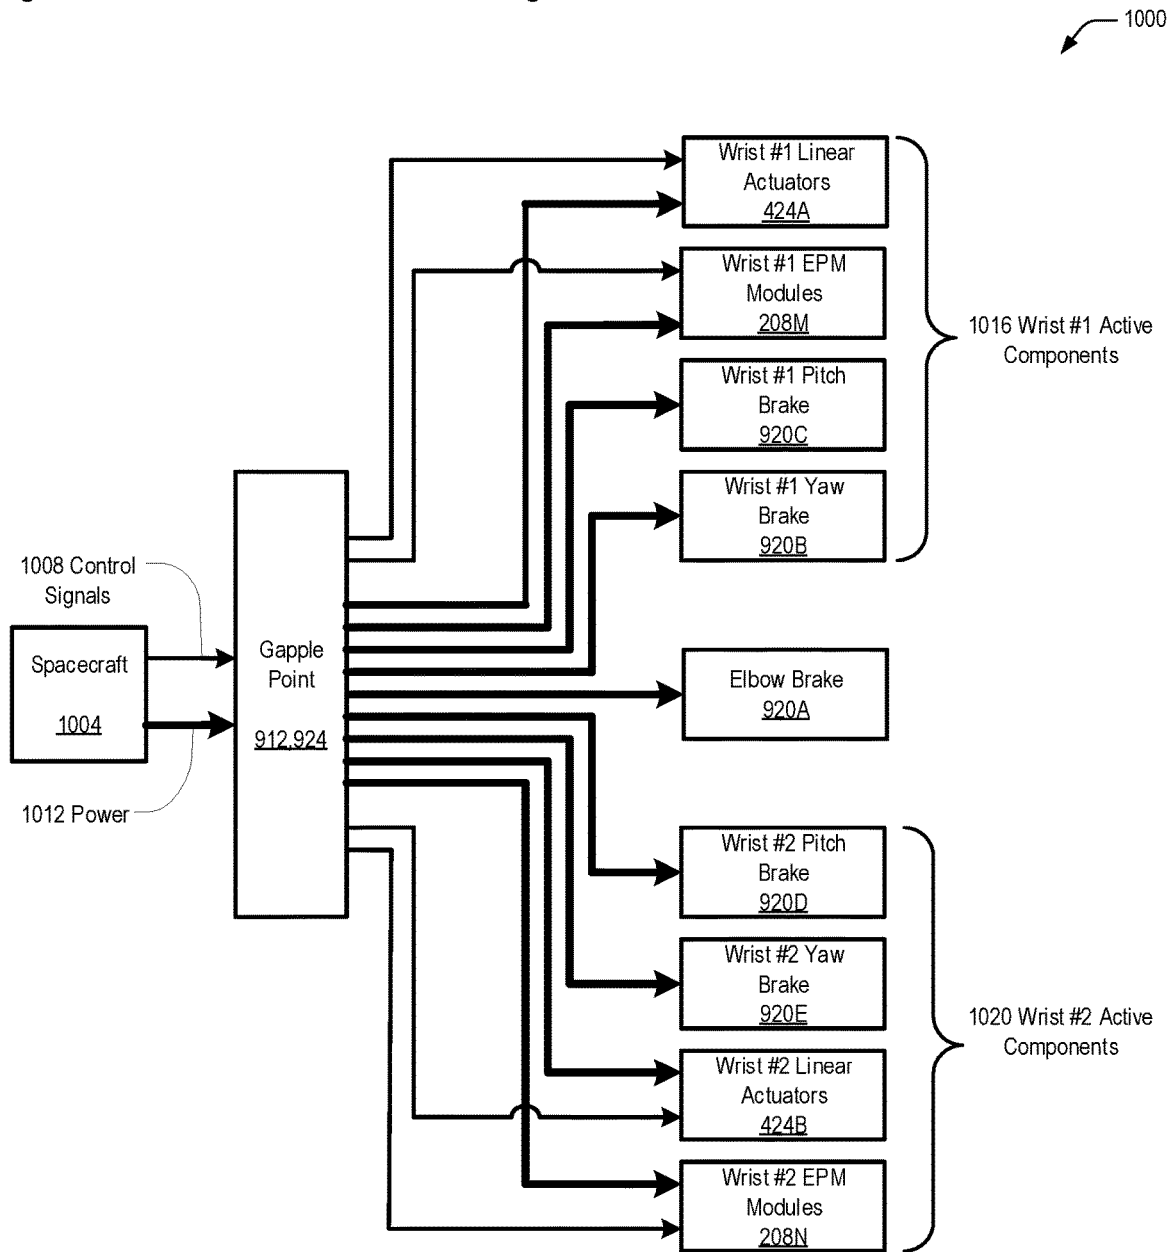 1000
Wrist #1 Linear
Actuators
424A
Wrist #1 EPM
Modules
208M
1016 Wrist #1 Active
Components
Wrist #1 Pitch
Brake
920C
Wrist #1 Yaw
Brake
920B
1008 Control
Signals
Spacecraft
1004
Gapple
Point
912,924
Elbow Brake
920A
1012 Power
Wrist #2 Pitch
Brake
920D
Wrist #2 Yaw
Brake
920E
1020 Wrist #2 Active
Components
Wrist #2 Linear
Actuators
424B
Wrist #2 EPM
Modules
208N